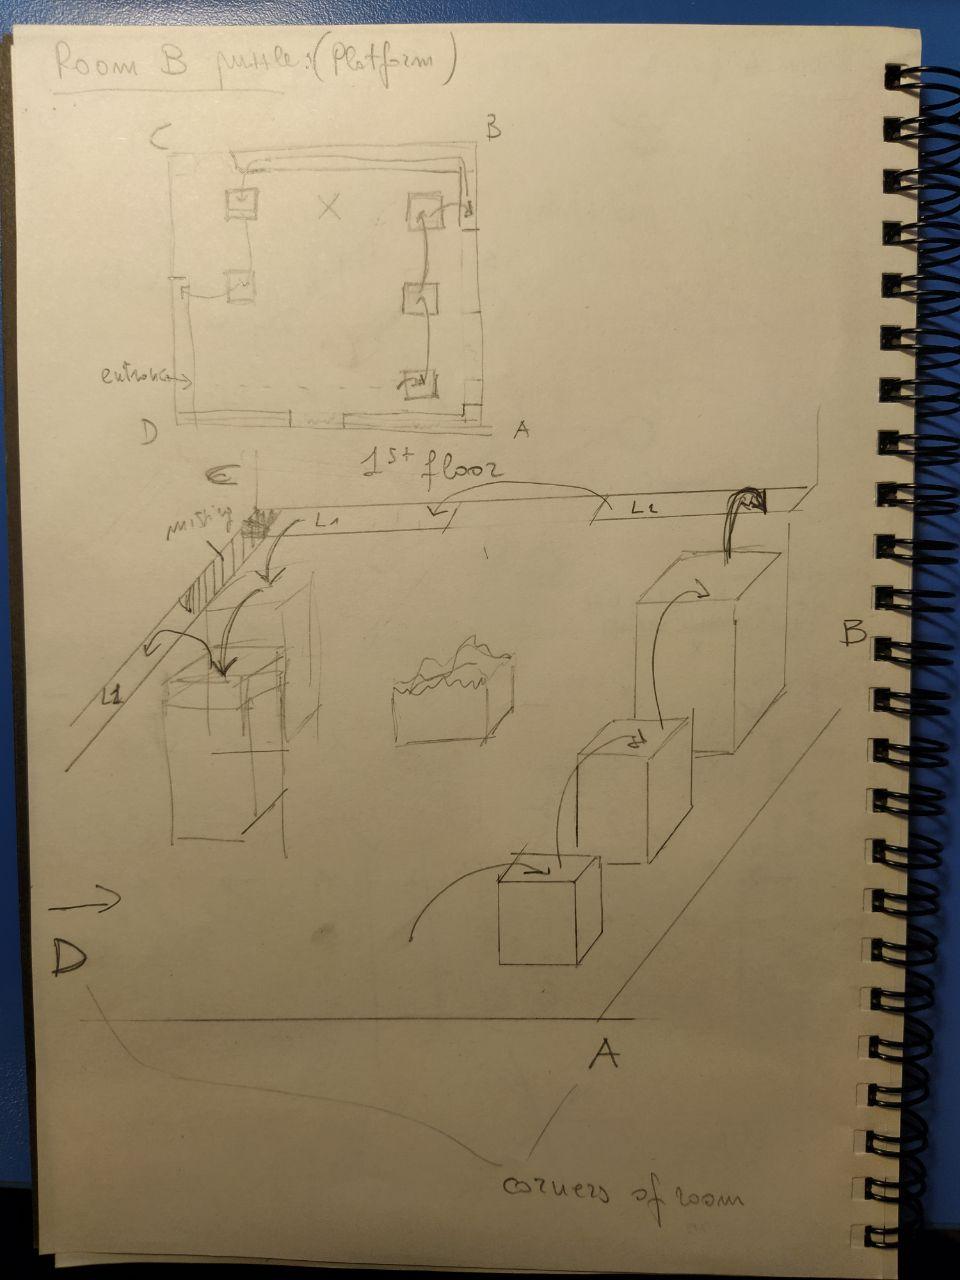 Room B puzzle: (Platform)
C
B
entrance
D
A
1st floor
C
missing
L1
L2
B
L1
D
A
corners of room